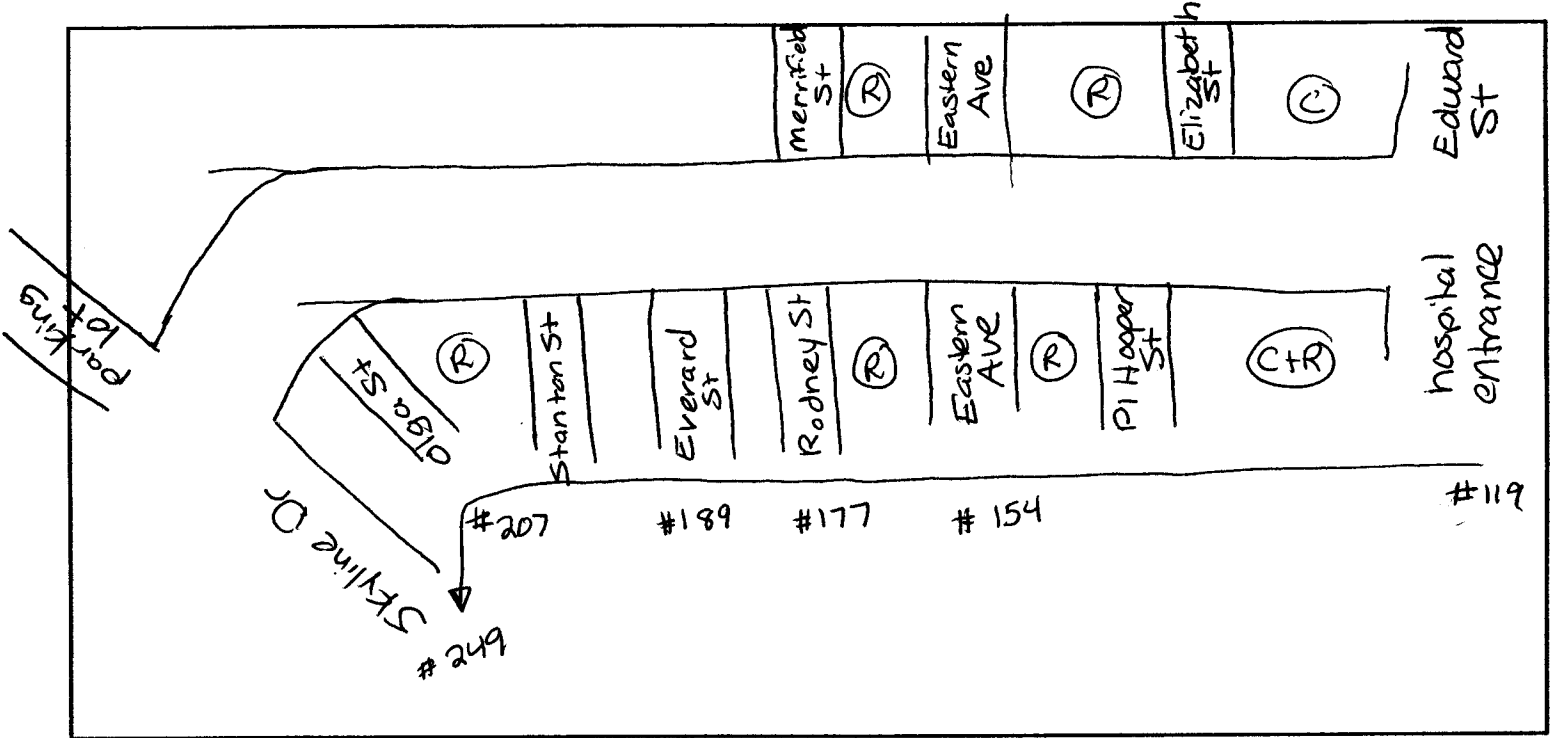 Merrifield
St
R
Eastern
Ave
R
Elizabeth
St
C
Edward
St
parking
lot
Olga St
R
Stanton St
Everard
St
Rodney St
R
Eastern
Ave
R
Pl Hooper
St
C+R
hospital
entrance
Skyline Dr
#207
#189
#177
# 154
#119
# 249